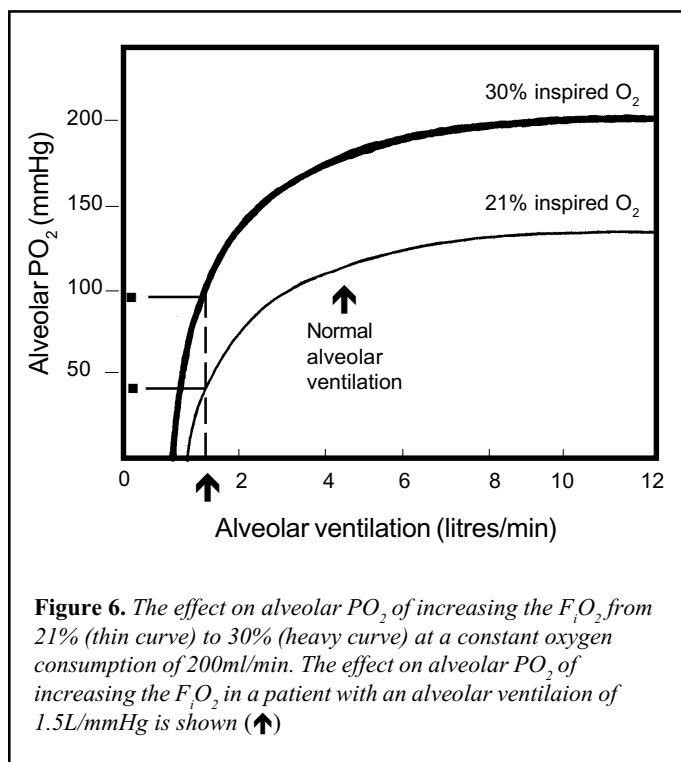 30% inspired O₂
200
150
21% inspired O₂
100
50
Alveolar PO₂ (mmHg)
Normal
alveolar
ventilation
0 2 4 6 8 10 12
Alveolar ventilation (litres/min)
Figure 6. The effect on alveolar PO₂ of increasing the FᵢO₂ from
21% (thin curve) to 30% (heavy curve) at a constant oxygen
consumption of 200ml/min. The effect on alveolar PO₂ of
increasing the FᵢO₂ in a patient with an alveolar ventilaion of
1.5L/mmHg is shown (🡅)